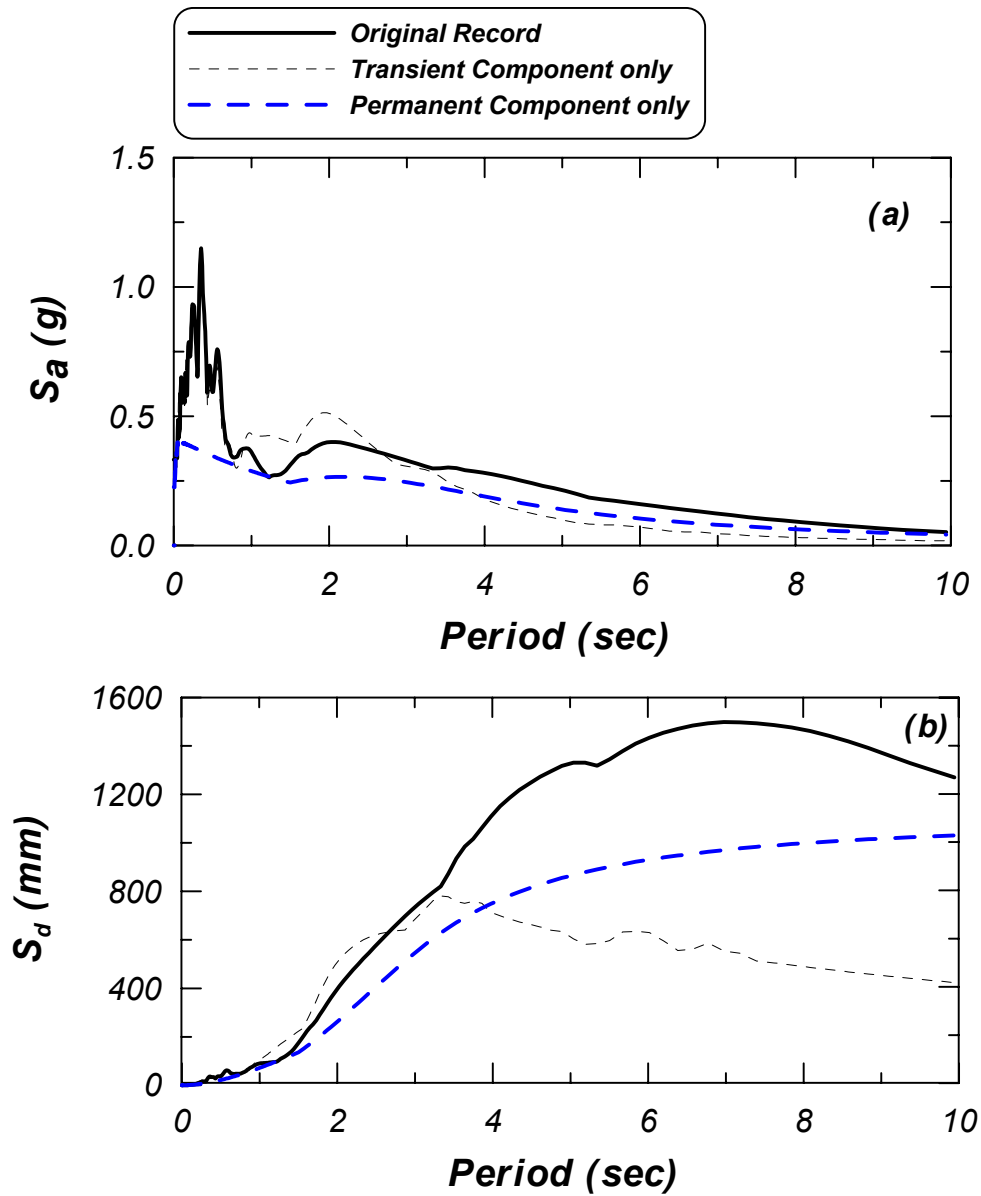 Original Record
Transient Component only
Permanent Component only
1.5
(a)
1.0
Sa (g)
0.5
0.0
0 2 4 6 8 10
Period (sec)
1600
(b)
1200
Sd (mm)
800
400
0
0 2 4 6 8 10
Period (sec)